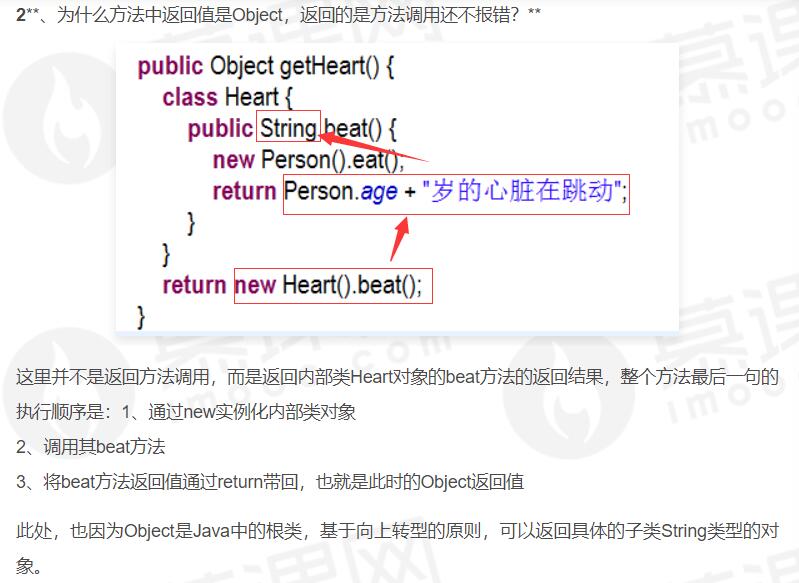 2**、为什么方法中返回值是Object，返回的是方法调用还不报错？**
public Object getHeart() {
class Heart {
public String beat() {
new Person().eat();
return Person.age + "岁的心脏在跳动";
}
}
return new Heart().beat();
}
这里并不是返回方法调用，而是返回内部类Heart对象的beat方法的返回结果，整个方法最后一句的
执行顺序是：1、通过new实例化内部类对象
2、调用其beat方法
3、将beat方法返回值通过return带回，也就是此时的Object返回值
此处，也因为Object是Java中的根类，基于向上转型的原则，可以返回具体的子类String类型的对
象。